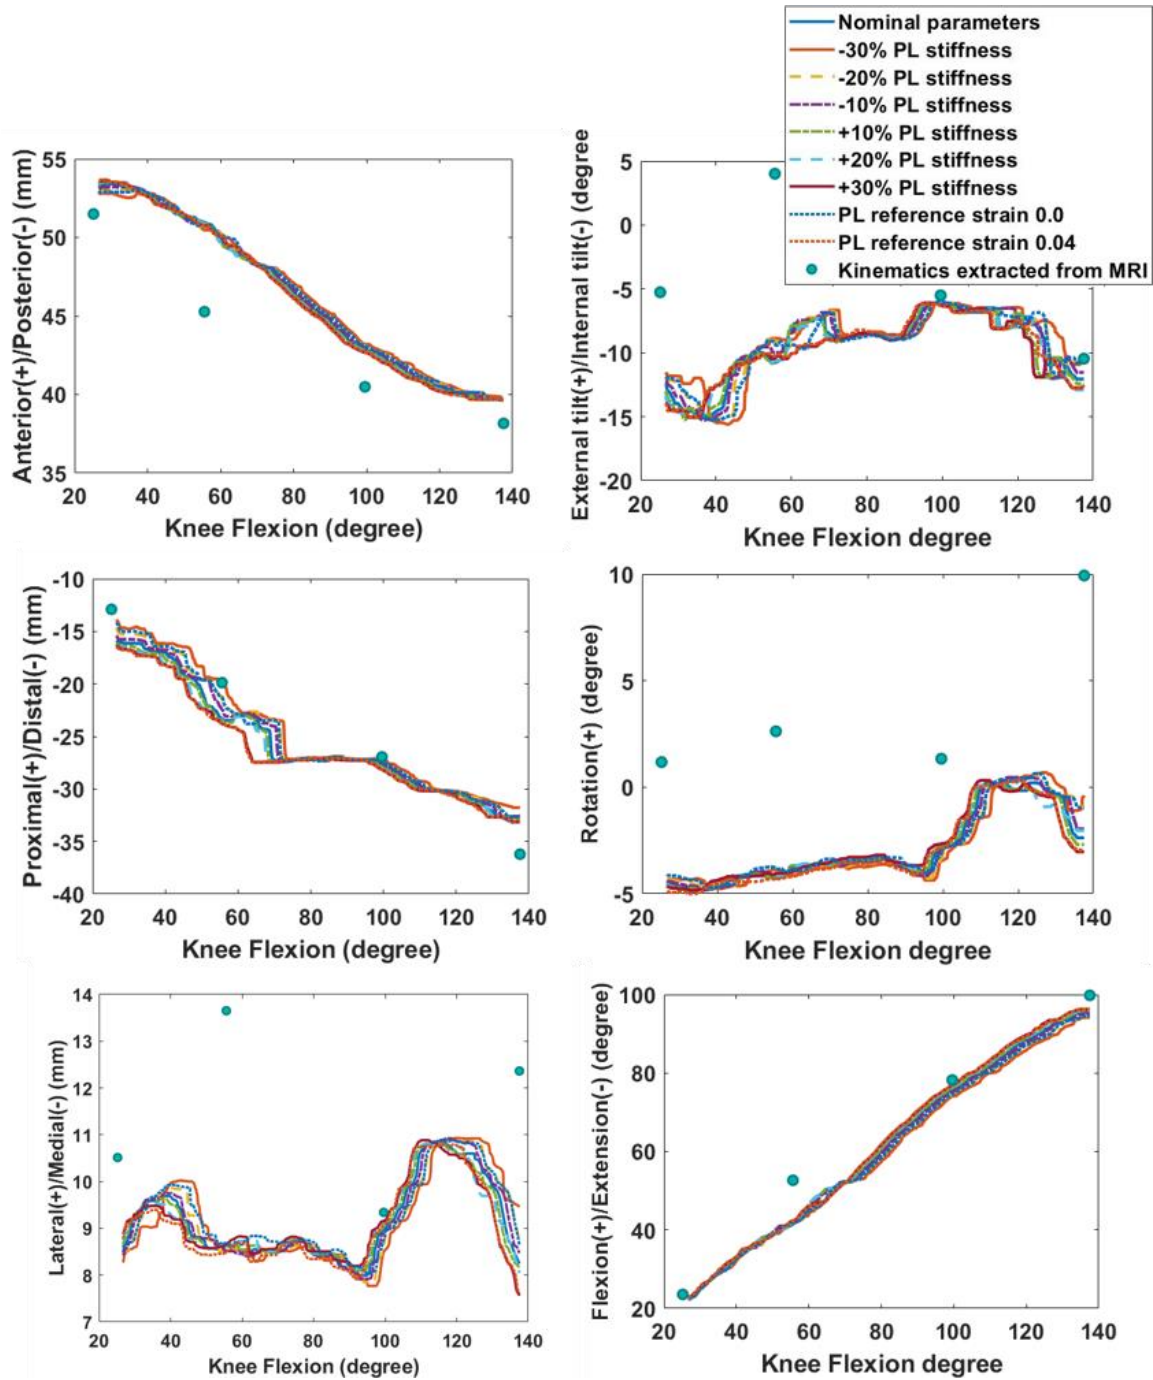 Nominal parameters
-30% PL stiffness
-20% PL stiffness
-10% PL stiffness
+10% PL stiffness
+20% PL stiffness
+30% PL stiffness
PL reference strain 0.0
PL reference strain 0.04
Kinematics extracted from MRI
Anterior(+)/Posterior(-) (mm)
55
50
45
40
35
20 40 60 80 100 120 140
Knee Flexion (degree)
External tilt(+)/Internal tilt(-) (degree
5
0
-5
-10
-15
-20
20 40 60 80 100 120 140
Knee Flexion degree
Proximal(+)/Distal(-) (mm)
-10
-15
-20
-25
-30
-35
-40
20 40 60 80 100 120 140
Knee Flexion (degree)
Rotation(+) (degree)
10
5
0
-5
20 40 60 80 100 120 140
Knee Flexion degree
Lateral(+)/Medial(-) (mm)
14
13
12
11
10
9
8
7
20 40 60 80 100 120 140
Knee Flexion (degree)
Flexion(+)/Extension(-) (degree)
100
80
60
40
20
20 40 60 80 100 120 140
Knee Flexion degree